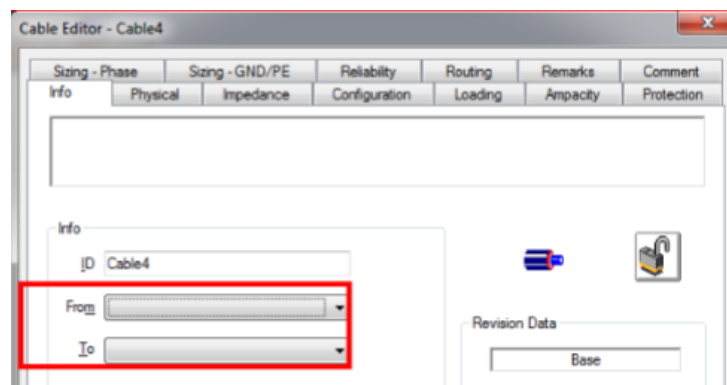 Cable Editor - Cable4
Sizing - Phase Sizing - GND/PE Reliability Routing Remarks Comment
Info Physical Impedance Configuration Loading Ampacity Protection
Info
ID Cable4
From
To
Revision Data
Base